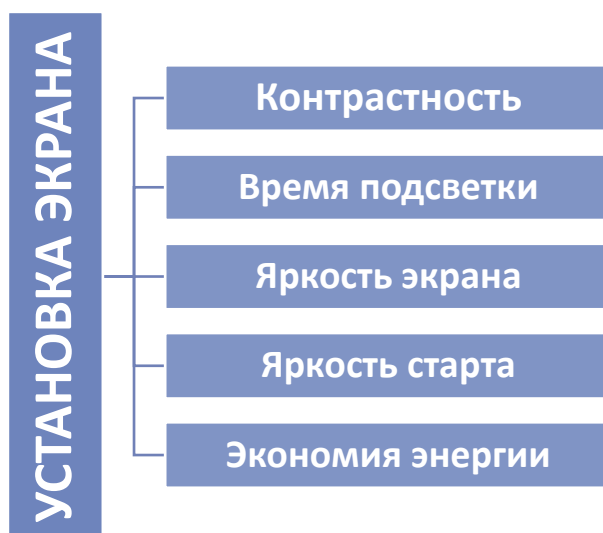 УСТАНОВКА ЭКРАНА
Контрастность
Время подсветки
Яркость экрана
Яркость старта
Экономия энергии